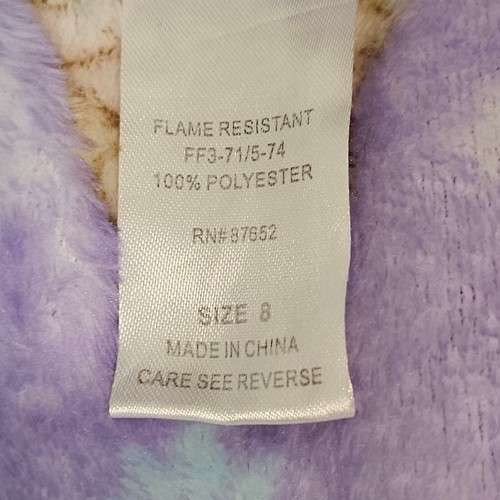 FLAME RESISTANT
FF3-71/5-74
100% POLYESTER
RN#87652
SIZE 8
MADE IN CHINA
CARE SEE REVERSE